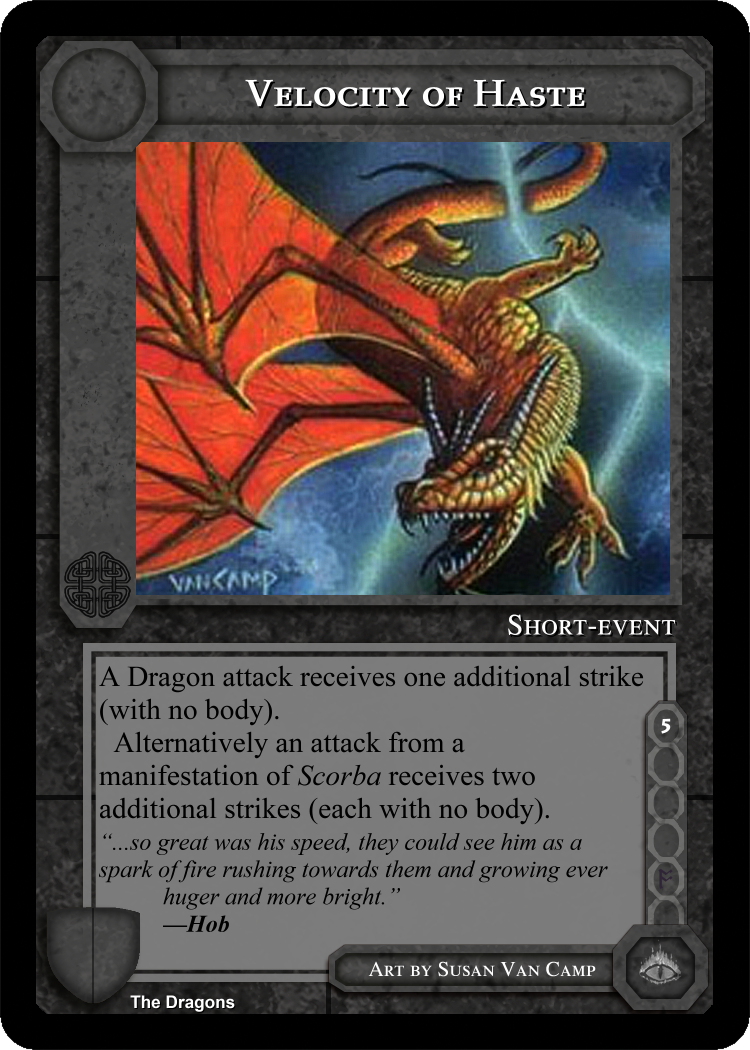 Velocity of Haste
VANCAMP
Short-event
A Dragon attack receives one additional strike
(with no body).
Alternatively an attack from a
manifestation of Scorba receives two
additional strikes (each with no body).
5
“...so great was his speed, they could see him as a
spark of fire rushing towards them and growing ever
huger and more bright.”
—Hob
Art by Susan Van Camp
The Dragons